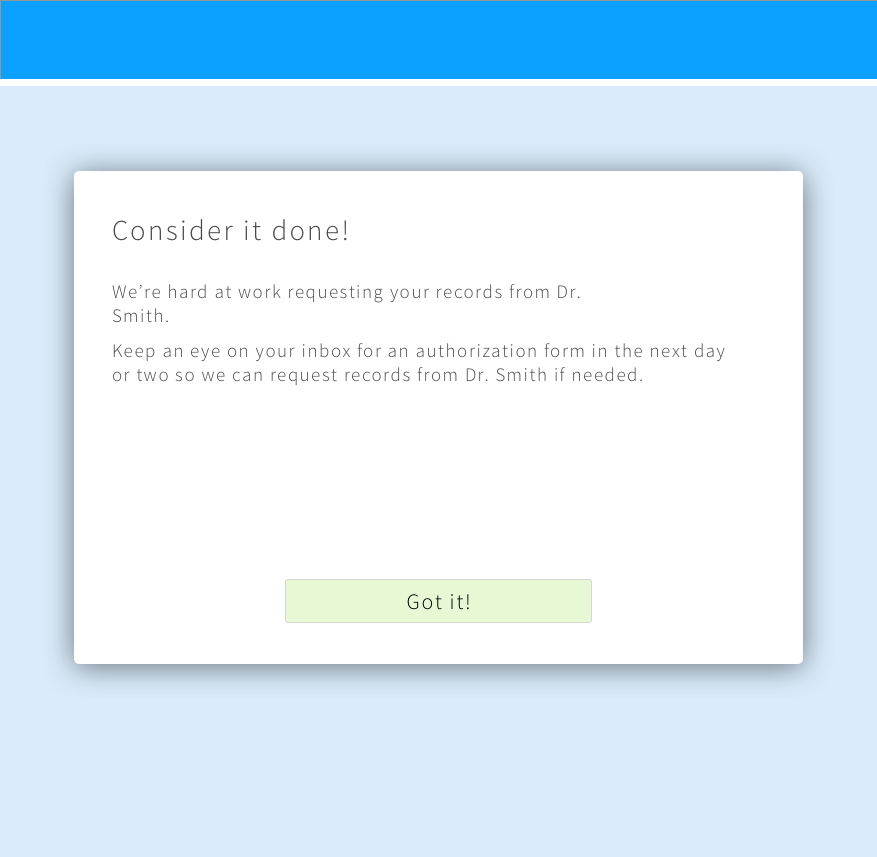 Consider it done!
We’re hard at work requesting your records from Dr.
Smith.
Keep an eye on your inbox for an authorization form in the next day
or two so we can request records from Dr. Smith if needed.
Got it!